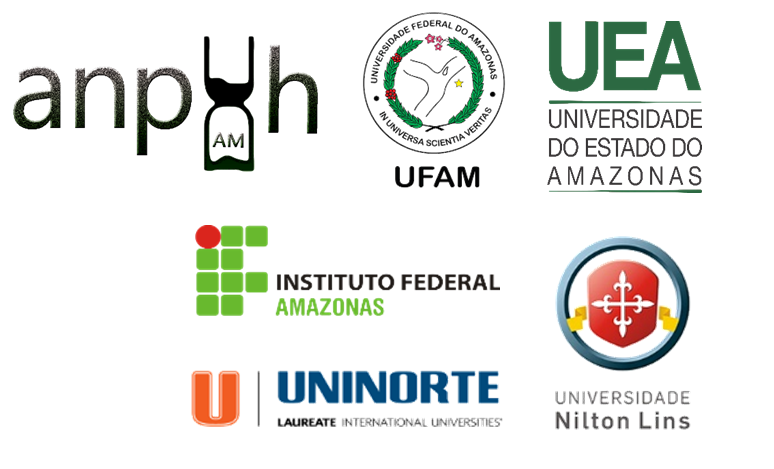 anpuh
AM
UNIVERSIDADE FEDERAL DO AMAZONAS
IN UNIVERSA SCIENTIA VERITAS
UFAM
UEA
UNIVERSIDADE
DO ESTADO DO
AMAZONAS
INSTITUTO FEDERAL
AMAZONAS
U
UNINORTE
LAUREATE INTERNATIONAL UNIVERSITIES
UNIVERSIDADE
Nilton Lins